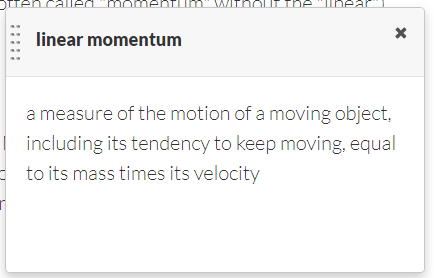 often called "momentum" without the "linear")
linear momentum
a measure of the motion of a moving object,
including its tendency to keep moving, equal
to its mass times its velocity